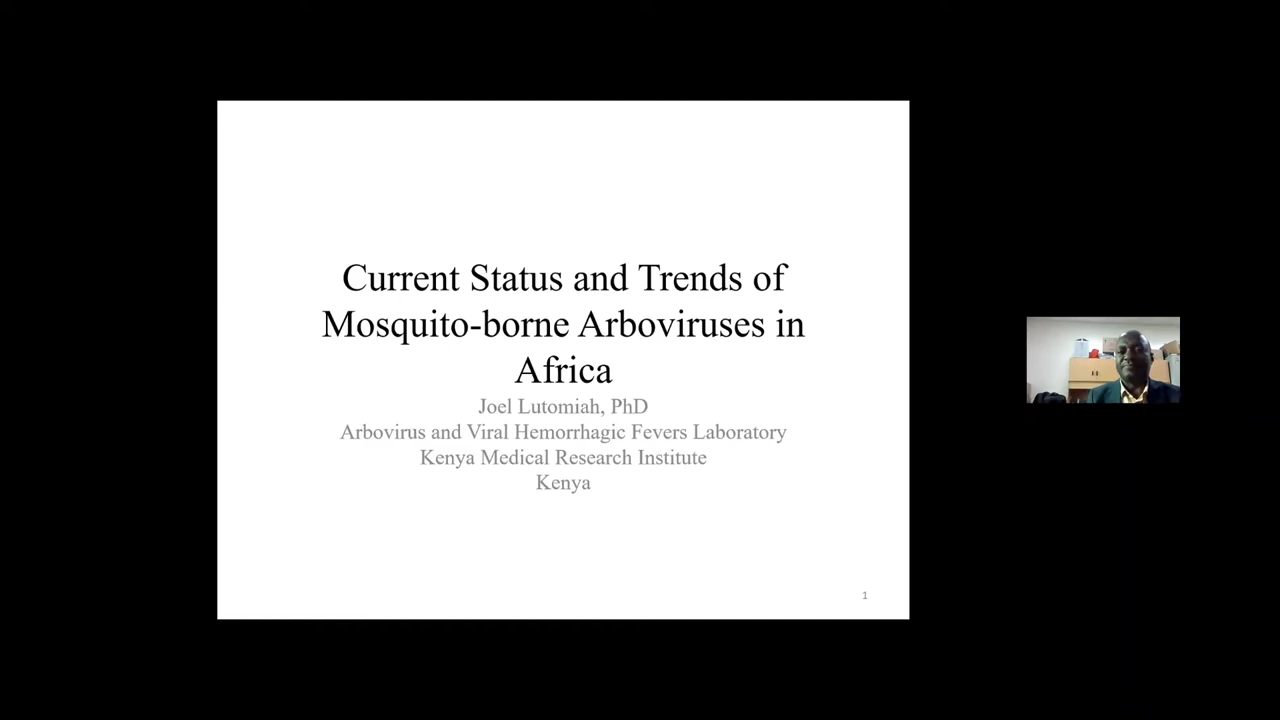 Current Status and Trends of
Mosquito-borne Arboviruses in
Africa
Joel Lutomiah, PhD
Arbovirus and Viral Hemorrhagic Fevers Laboratory
Kenya Medical Research Institute
Kenya
1